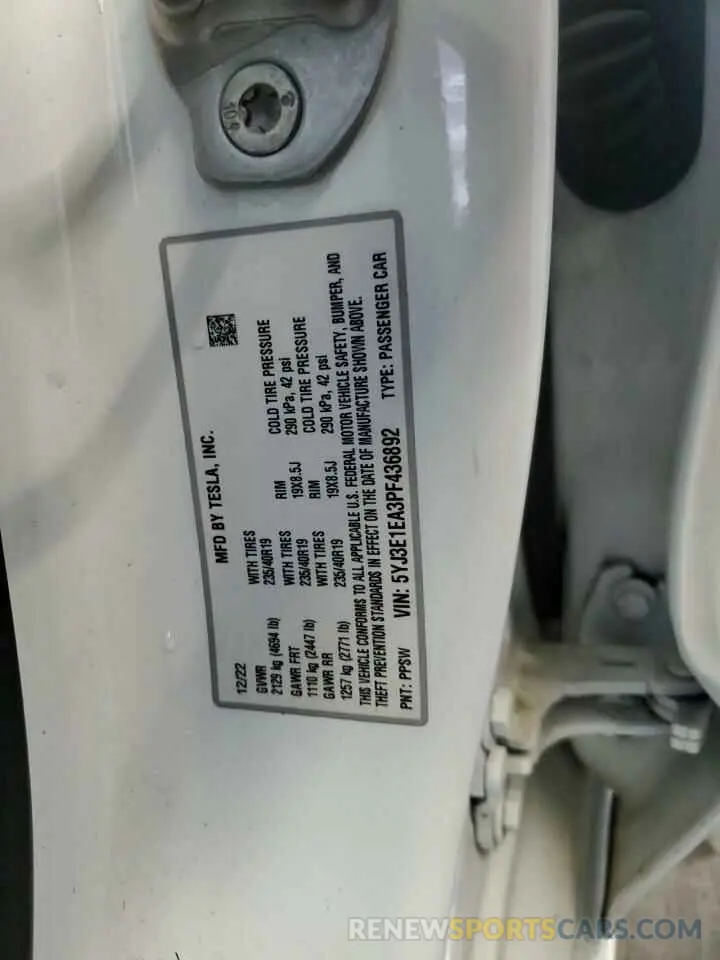 MFD BY TESLA, INC.
12/22
GVWR WITH TIRES RIM COLD TIRE PRESSURE
2129 kg (4694 lb) 235/40R19 19X8.5J 290 kPa, 42 psi
GAWR FRT WITH TIRES RIM COLD TIRE PRESSURE
1110 kg (2447 lb) 235/40R19 19X8.5J 290 kPa, 42 psi
GAWR RR WITH TIRES
1257 kg (2771 lb) 235/40R19
THIS VEHICLE CONFORMS TO ALL APPLICABLE U.S. FEDERAL MOTOR VEHICLE SAFETY, BUMPER, AND
THEFT PREVENTION STANDARDS IN EFFECT ON THE DATE OF MANUFACTURE SHOWN ABOVE.
PNT: PPSW VIN: 5YJ3E1EA3PF436892 TYPE: PASSENGER CAR
RENEWSPORTSCARS.COM